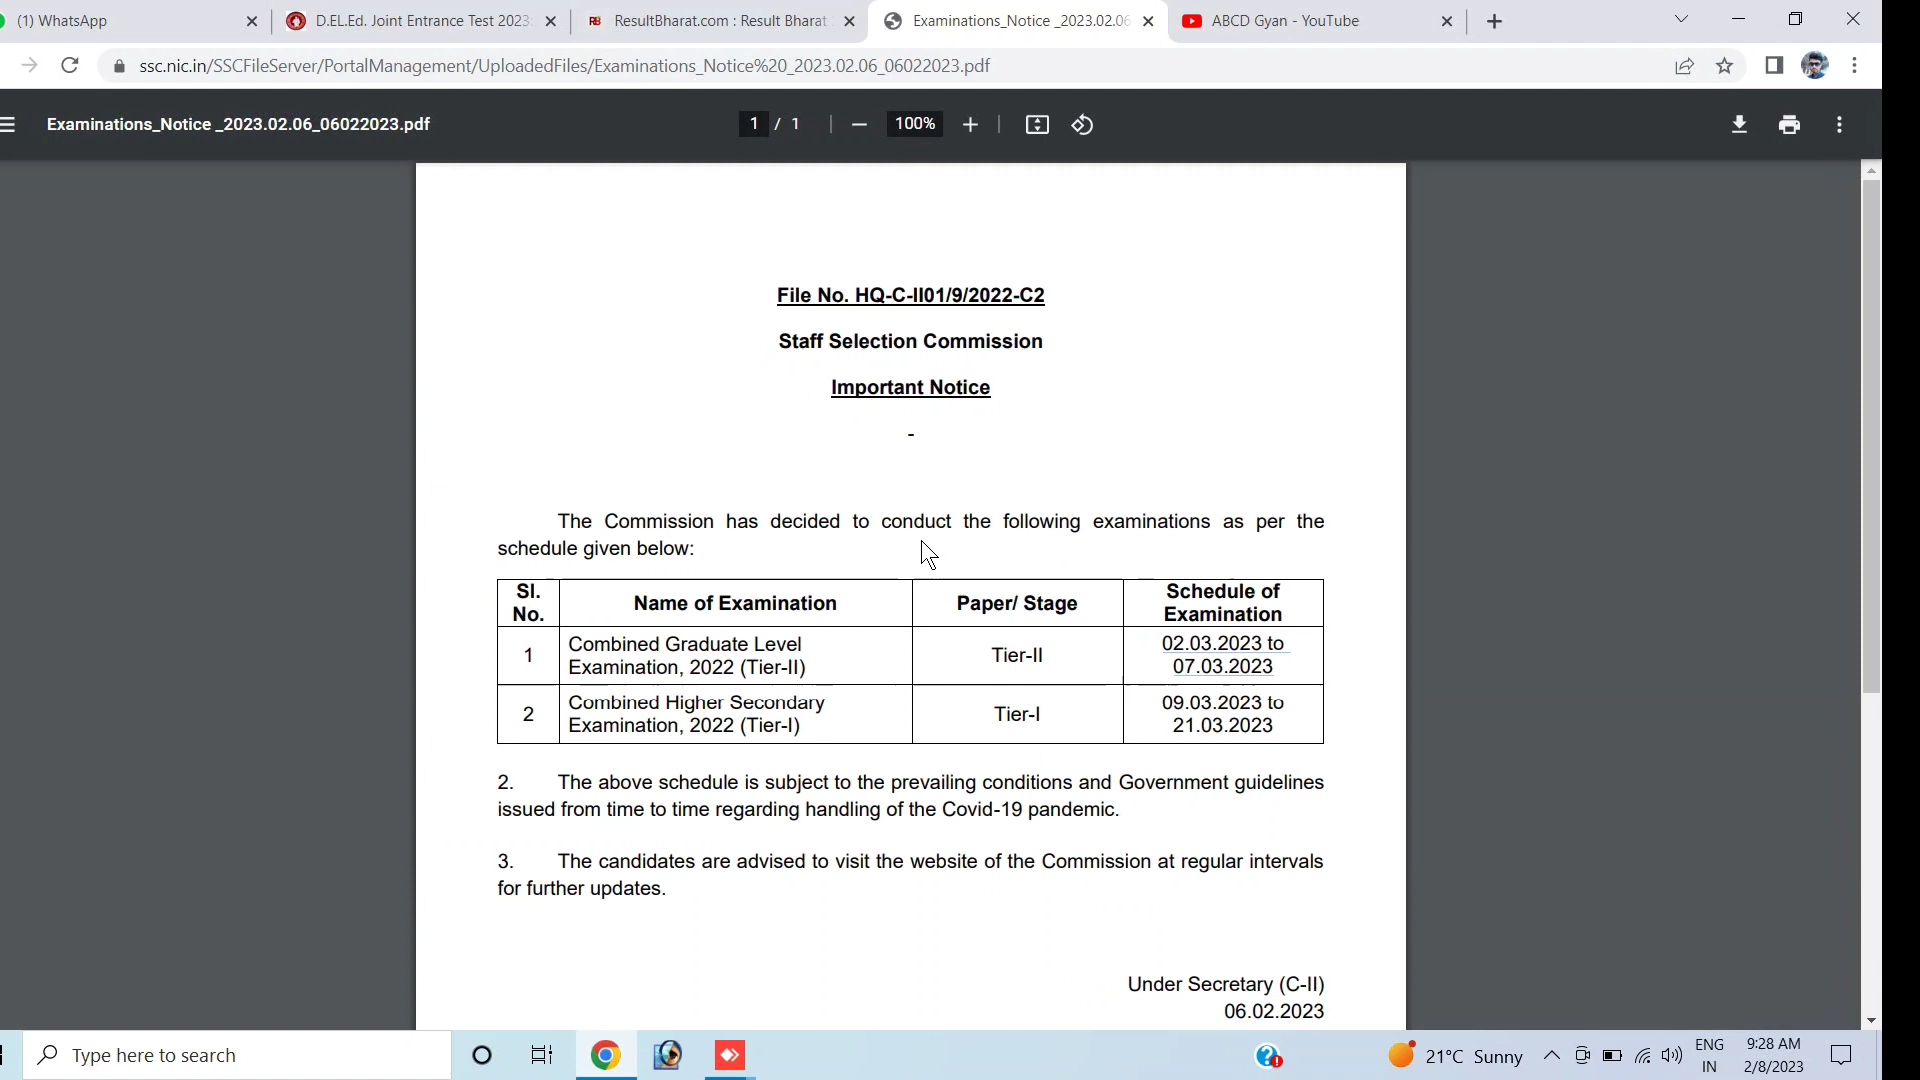 (1) WhatsApp
D.EL.Ed. Joint Entrance Test 2023
RB ResultBharat.com : Result Bharat
Examinations_Notice _2023.02.06
ABCD Gyan - YouTube
ssc.nic.in/SSCFileServer/PortalManagement/UploadedFiles/Examinations_Notice%20_2023.02.06_06022023.pdf
Examinations_Notice _2023.02.06_06022023.pdf
1 / 1
100%
File No. HQ-C-II01/9/2022-C2
Staff Selection Commission
Important Notice
-
The Commission has decided to conduct the following examinations as per the
schedule given below:
Sl. No. Name of Examination Paper/ Stage Schedule of Examination
1 Combined Graduate Level Examination, 2022 (Tier-II) Tier-II 02.03.2023 to 07.03.2023
2 Combined Higher Secondary Examination, 2022 (Tier-I) Tier-I 09.03.2023 to 21.03.2023
2. The above schedule is subject to the prevailing conditions and Government guidelines
issued from time to time regarding handling of the Covid-19 pandemic.
3. The candidates are advised to visit the website of the Commission at regular intervals
for further updates.
Under Secretary (C-II)
06.02.2023
Type here to search
21°C Sunny
ENG
IN
9:28 AM
2/8/2023